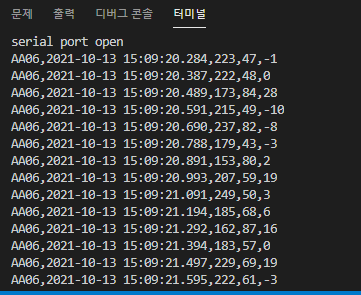 문제 출력 디버그 콘솔 터미널
serial port open
AA06,2021-10-13 15:09:20.284,223,47,-1
AA06,2021-10-13 15:09:20.387,222,48,0
AA06,2021-10-13 15:09:20.489,173,84,28
AA06,2021-10-13 15:09:20.591,215,49,-10
AA06,2021-10-13 15:09:20.690,237,82,-8
AA06,2021-10-13 15:09:20.788,179,43,-3
AA06,2021-10-13 15:09:20.891,153,80,2
AA06,2021-10-13 15:09:20.993,207,59,19
AA06,2021-10-13 15:09:21.091,249,50,3
AA06,2021-10-13 15:09:21.194,185,68,6
AA06,2021-10-13 15:09:21.292,162,87,16
AA06,2021-10-13 15:09:21.394,183,57,0
AA06,2021-10-13 15:09:21.497,229,69,19
AA06,2021-10-13 15:09:21.595,222,61,-3